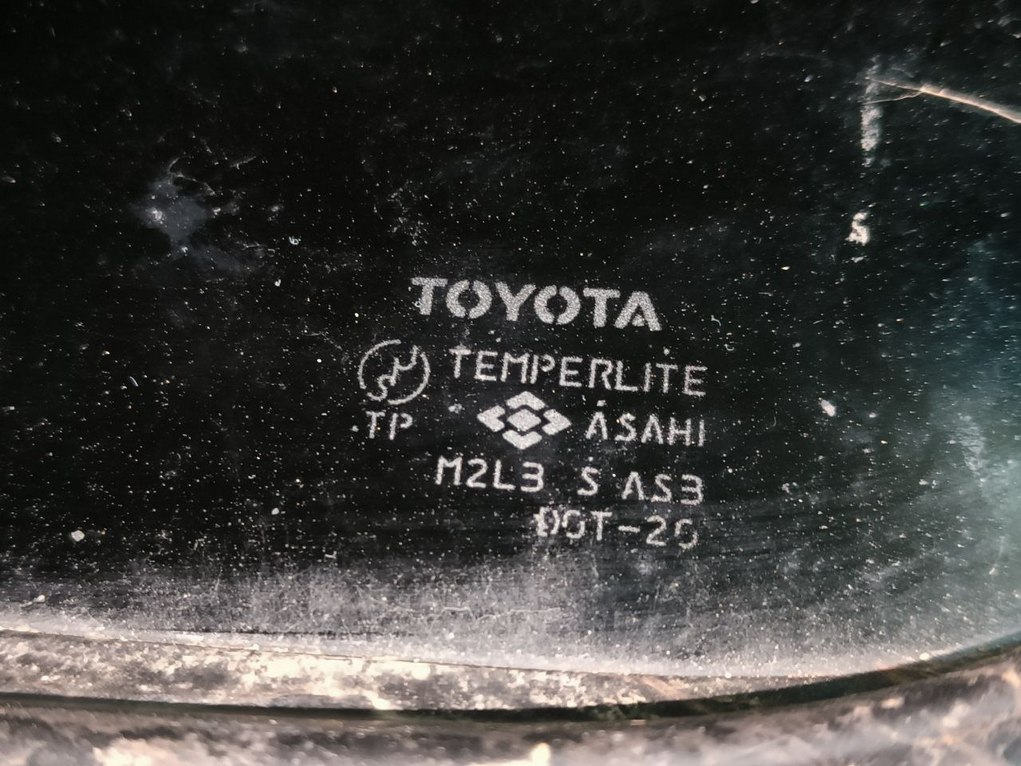 TOYOTA
TEMPERLITE
TP
ASAHI
M2L3 S AS3
DOT-20